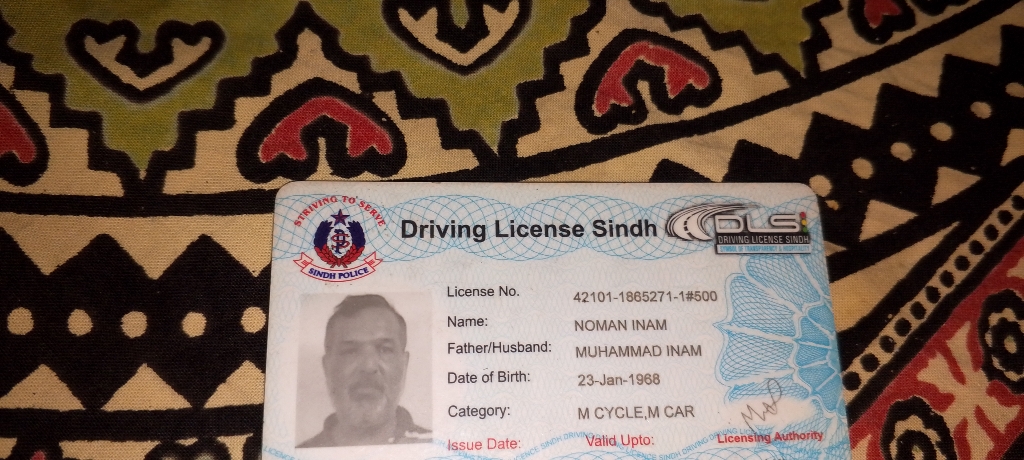 STRIVING TO SERVE
SINDH POLICE
Driving License Sindh
DLS
DRIVING LICENSE SINDH
License No. 42101-1865271-1#500
Name: NOMAN INAM
Father/Husband: MUHAMMAD INAM
Date of Birth: 23-Jan-1968
Category: M CYCLE,M CAR
Issue Date: Valid Upto: Licensing Authority